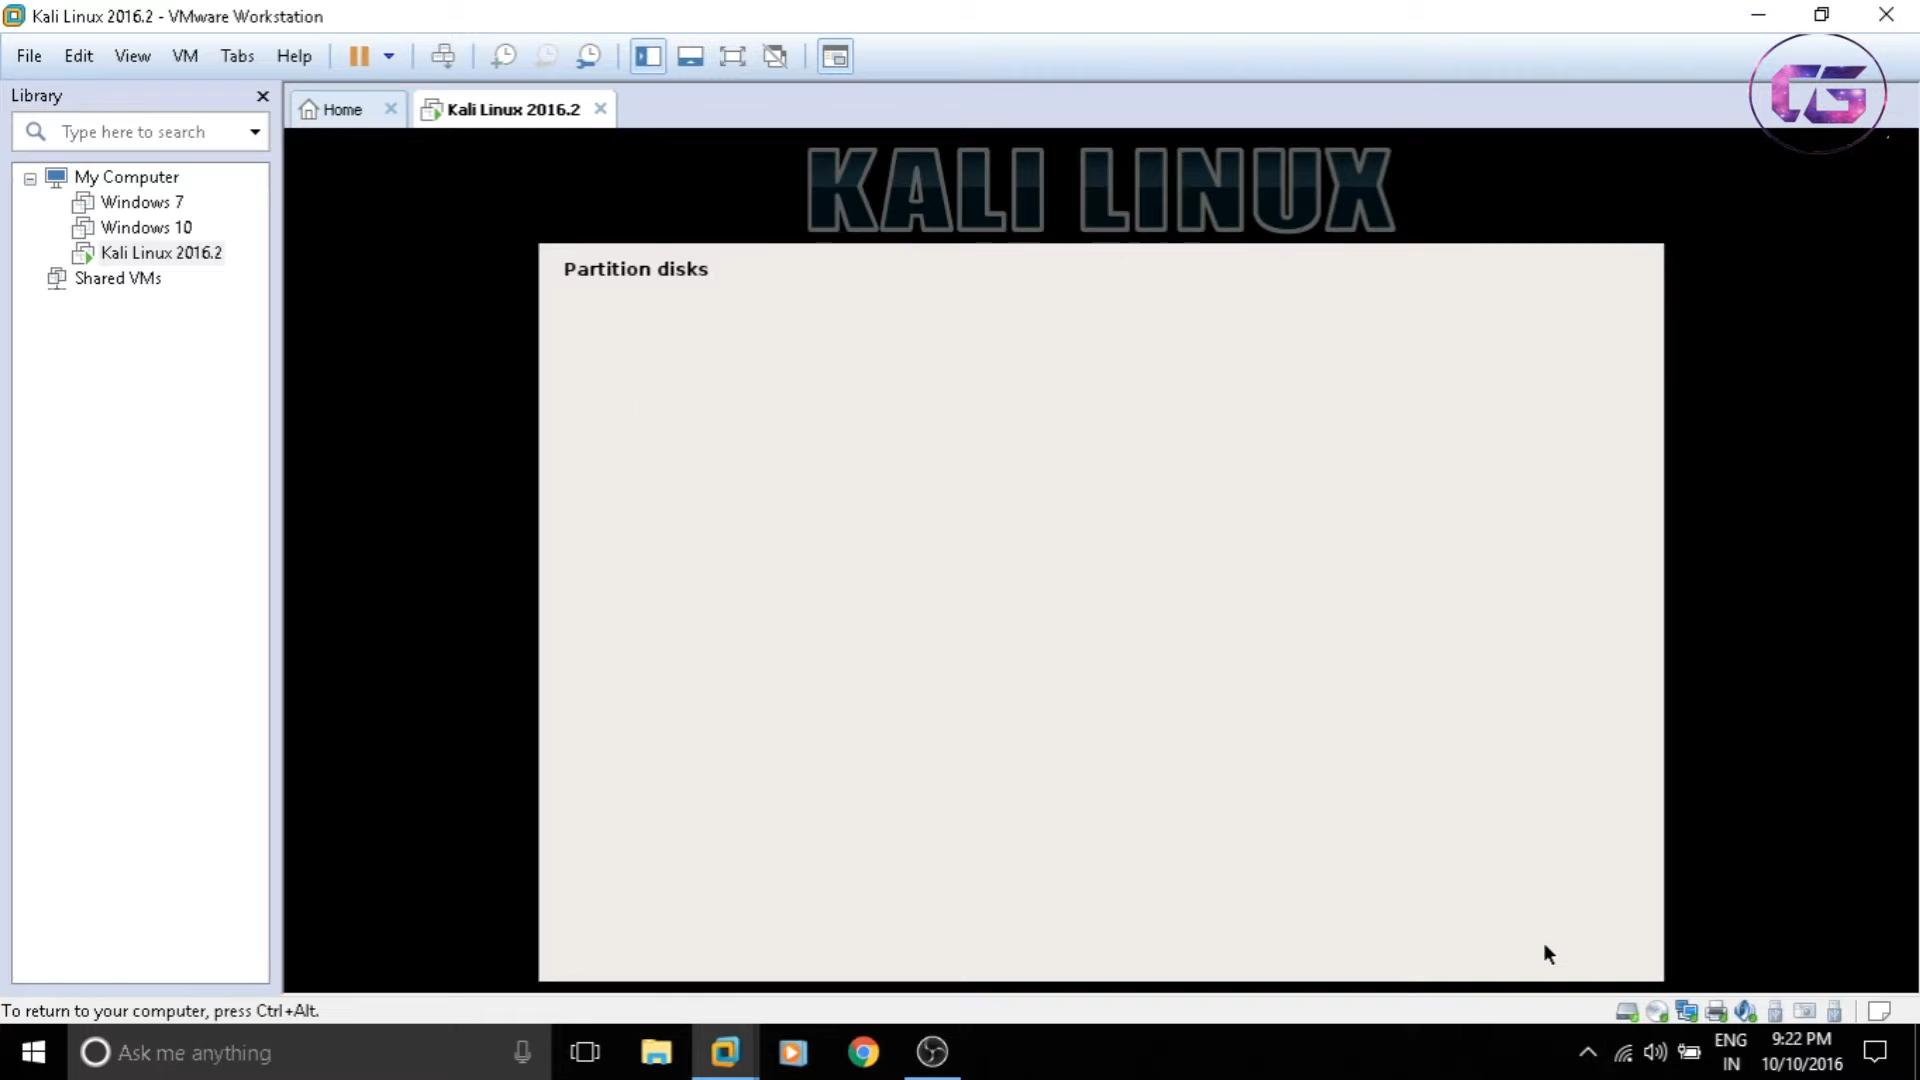 Kali Linux 2016.2 - VMware Workstation
File Edit View VM Tabs Help
Library
Type here to search
Home
Kali Linux 2016.2
My Computer
Windows 7
Windows 10
Kali Linux 2016.2
Shared VMs
CG
KALI LINUX
Partition disks
To return to your computer, press Ctrl+Alt.
Ask me anything
ENG
IN
9:22 PM
10/10/2016